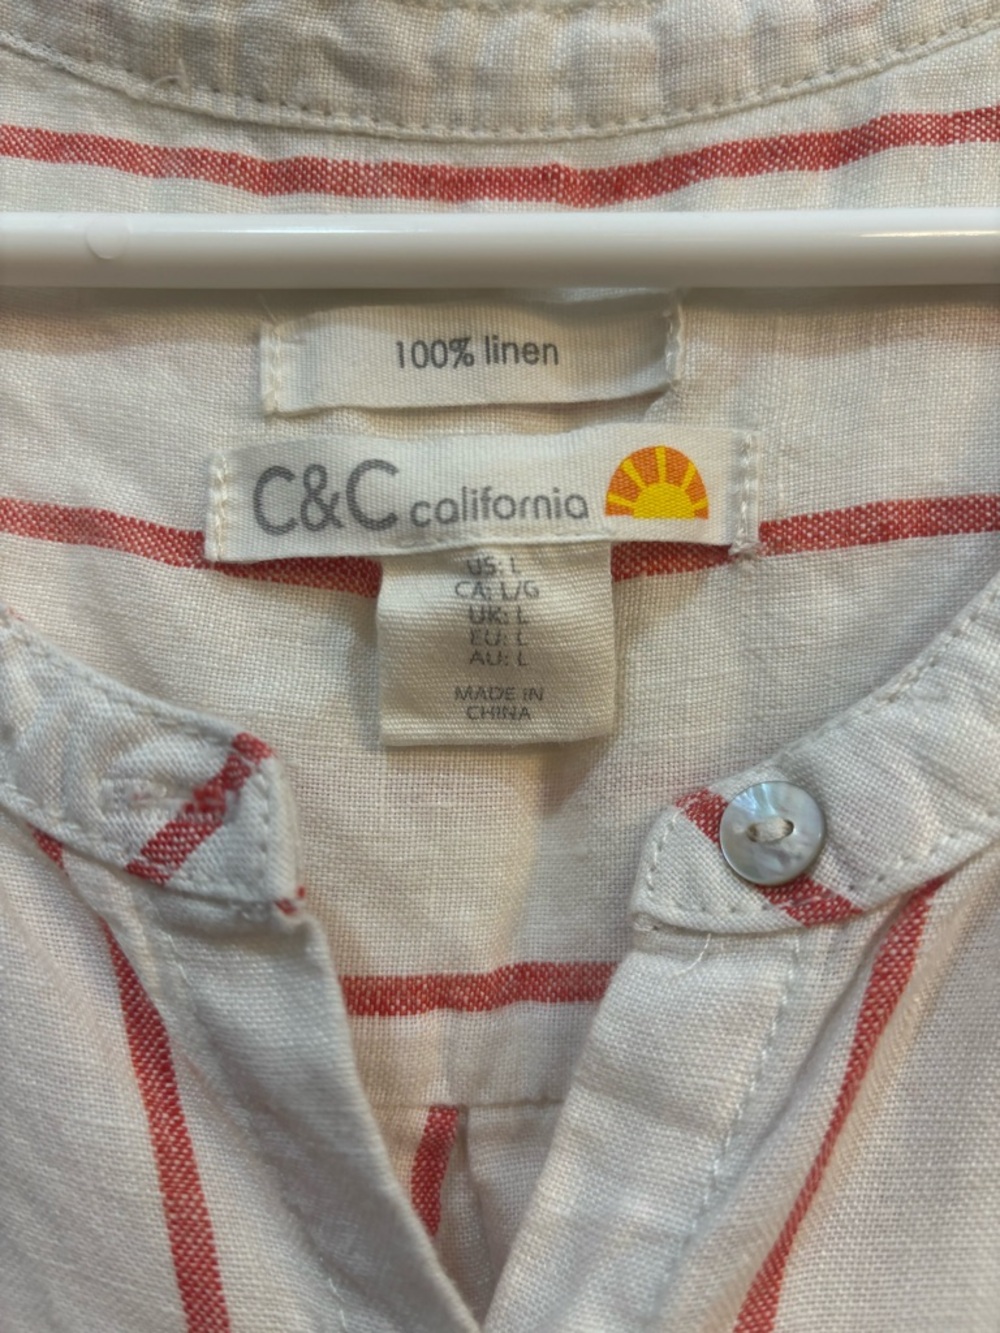 100% linen
C&C california
US: L
CA: L/G
UK: L
EU: L
AU: L
MADE IN
CHINA